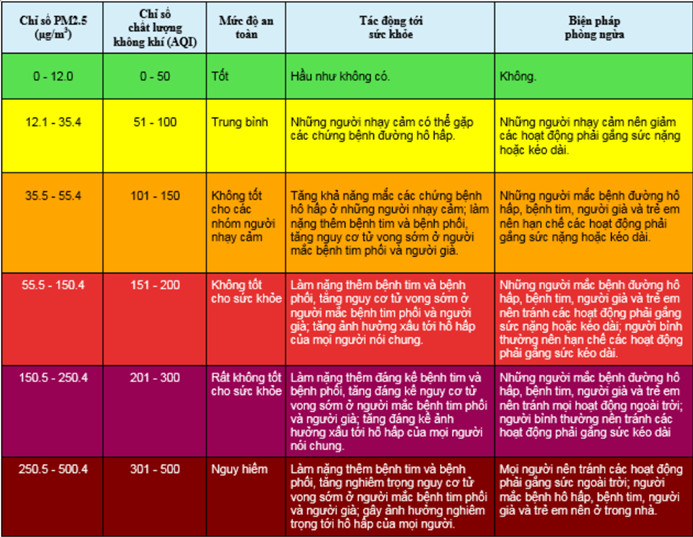 Chỉ số PM2.5
(µg/m³)
Chỉ số
chất lượng
không khí (AQI)
Mức độ an
toàn
Tác động tới
sức khỏe
Biện pháp
phòng ngừa
0 - 12.0
0 - 50
Tốt
Hầu như không có.
Không.
12.1 - 35.4
51 - 100
Trung bình
Những người nhạy cảm có thể gặp
các chứng bệnh đường hô hấp.
Những người nhạy cảm nên giảm
các hoạt động phải gắng sức nặng
hoặc kéo dài.
35.5 - 55.4
101 - 150
Không tốt
cho các
nhóm người
nhạy cảm
Tăng khả năng mắc các chứng bệnh
hô hấp ở những người nhạy cảm; làm
nặng thêm bệnh tim và bệnh phổi,
tăng nguy cơ tử vong sớm ở người
mắc bệnh tim phổi và người già.
Những người mắc bệnh đường hô
hấp, bệnh tim, người già và trẻ em
nên hạn chế các hoạt động phải
gắng sức nặng hoặc kéo dài.
55.5 - 150.4
151 - 200
Không tốt
cho sức khỏe
Làm nặng thêm bệnh tim và bệnh
phổi, tăng nguy cơ tử vong sớm ở
người mắc bệnh tim phổi và người
già; tăng ảnh hưởng xấu tới hô hấp
của mọi người nói chung.
Những người mắc bệnh đường hô
hấp, bệnh tim, người già và trẻ em
nên tránh các hoạt động phải gắng
sức nặng hoặc kéo dài; người bình
thường nên hạn chế các hoạt động
phải gắng sức kéo dài.
150.5 - 250.4
201 - 300
Rất không tốt
cho sức khỏe
Làm nặng thêm đáng kể bệnh tim và
bệnh phổi, tăng đáng kể nguy cơ tử
vong sớm ở người mắc bệnh tim phổi
và người già; tăng đáng kể ảnh
hưởng xấu tới hô hấp của mọi người
nói chung.
Những người mắc bệnh đường hô
hấp, bệnh tim, người già và trẻ em
nên tránh mọi hoạt động ngoài trời;
người bình thường nên tránh các
hoạt động phải gắng sức kéo dài
250.5 - 500.4
301 - 500
Nguy hiểm
Làm nặng thêm bệnh tim và bệnh
phổi, tăng nghiêm trọng nguy cơ tử
vong sớm ở người mắc bệnh tim phổi
và người già; gây ảnh hưởng nghiêm
trọng tới hô hấp của mọi người.
Mọi người nên tránh các hoạt động
phải gắng sức ngoài trời; người
mắc bệnh hô hấp, bệnh tim, người
già và trẻ em nên ở trong nhà.